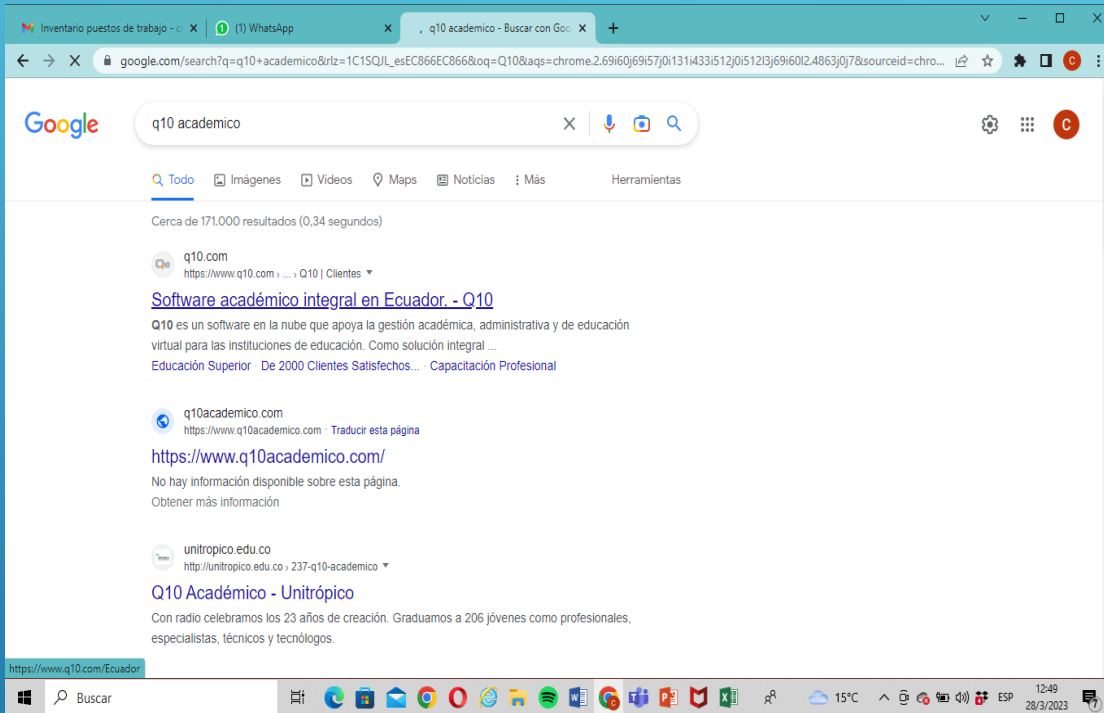 Inventario puestos de trabajo - c
(1) WhatsApp
q10 academico - Buscar con Goo
google.com/search?q=q10+academico&rlz=1C1SQJL_esEC866EC866&oq=Q10&aqs=chrome.2.69i60j69i57j0i131i433i512j0i512l3j69i60l2.4863j0j7&sourceid=chro...
C
Google
q10 academico
C
Todo
Imágenes
Videos
Maps
Noticias
Más
Herramientas
Cerca de 171.000 resultados (0,34 segundos)
q10.com
https://www.q10.com › ... › Q10 | Clientes
Software académico integral en Ecuador. - Q10
Q10 es un software en la nube que apoya la gestión académica, administrativa y de educación
virtual para las instituciones de educación. Como solución integral ...
Educación Superior · De 2000 Clientes Satisfechos... · Capacitación Profesional
q10academico.com
https://www.q10academico.com · Traducir esta página
https://www.q10academico.com/
No hay información disponible sobre esta página.
Obtener más información
unitropico.edu.co
http://unitropico.edu.co › 237-q10-academico
Q10 Académico - Unitrópico
Con radio celebramos los 23 años de creación. Graduamos a 206 jóvenes como profesionales,
especialistas, técnicos y tecnólogos.
https://www.q10.com/Ecuador
Buscar
15°C
ESP
12:49
28/3/2023
7